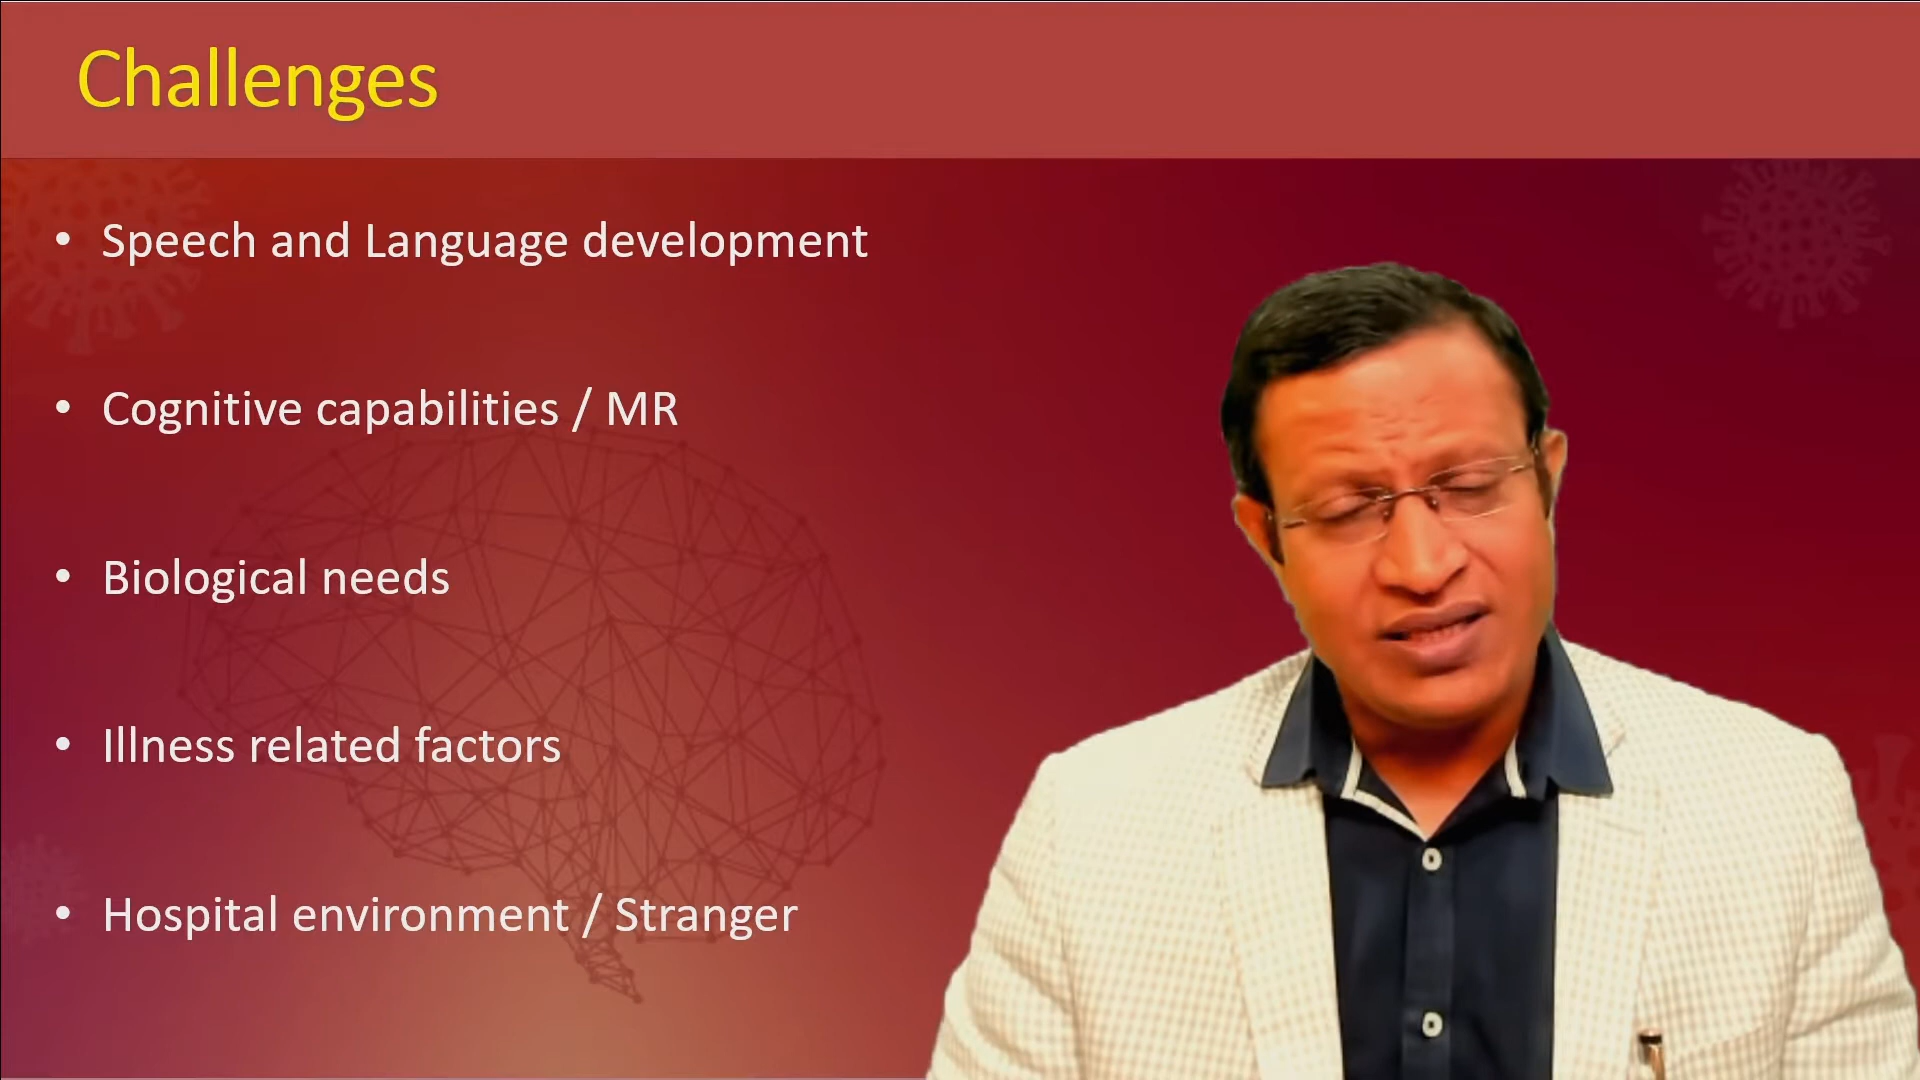 Challenges
• Speech and Language development
• Cognitive capabilities / MR
• Biological needs
• Illness related factors
• Hospital environment / Stranger